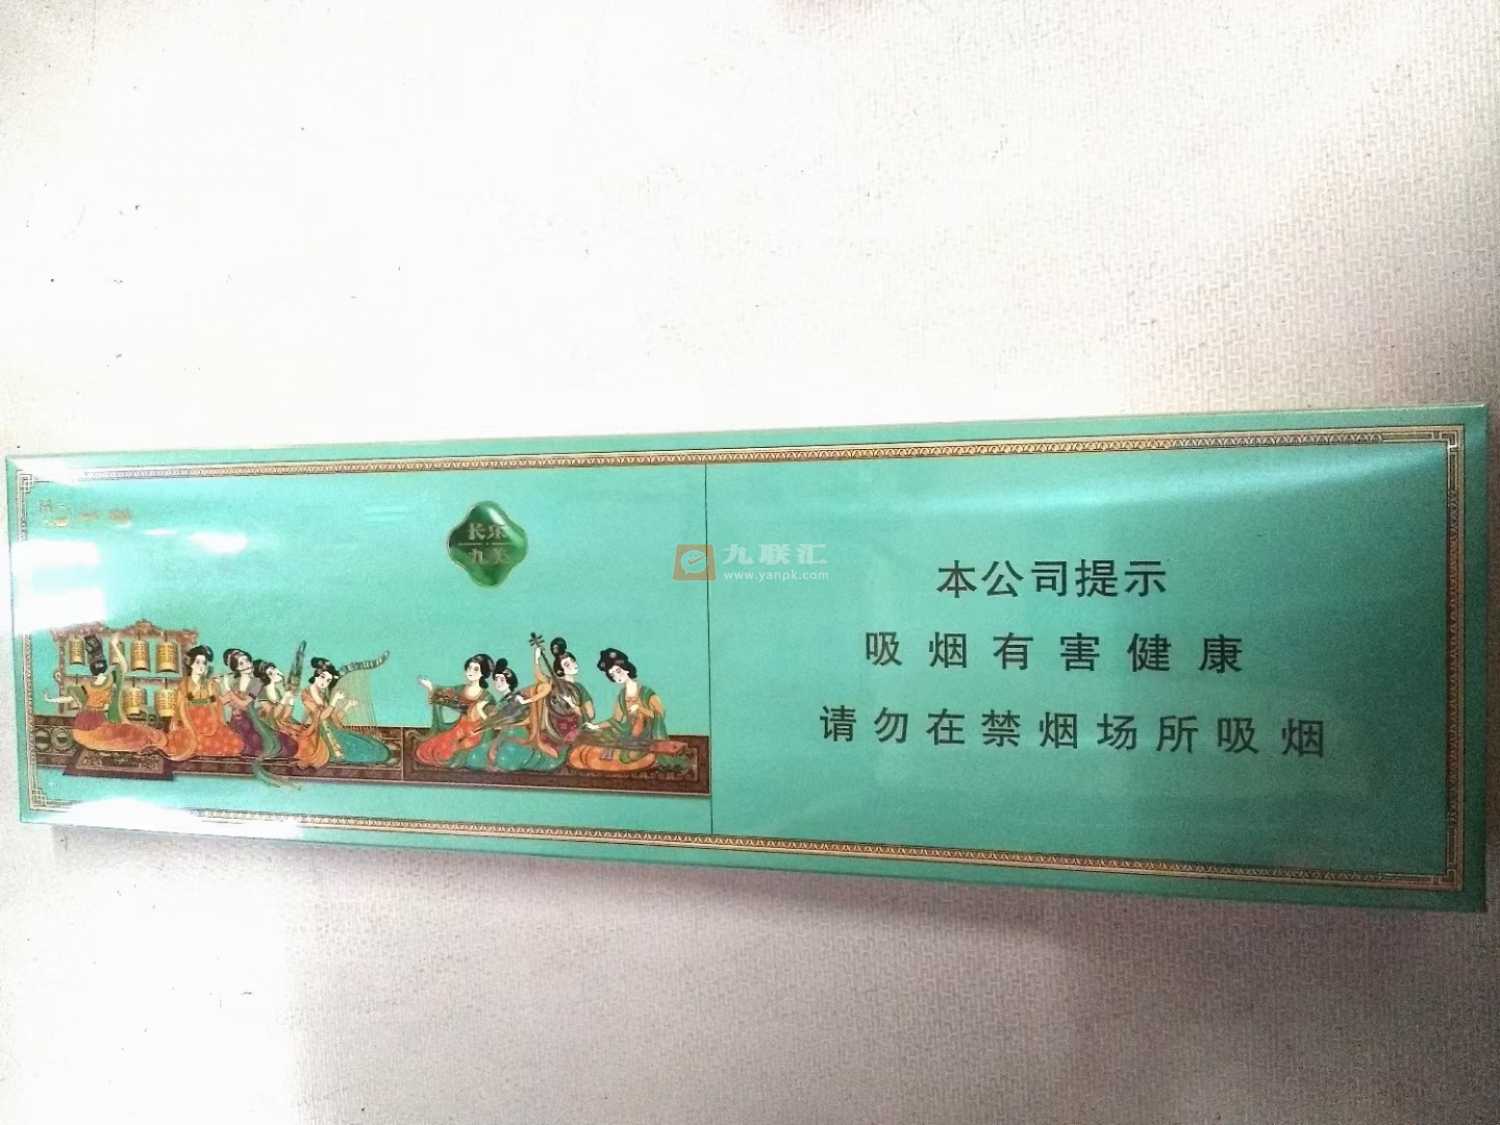 长乐
九美
九联汇
www.yanpk.com
本公司提示
吸烟有害健康
请勿在禁烟场所吸烟